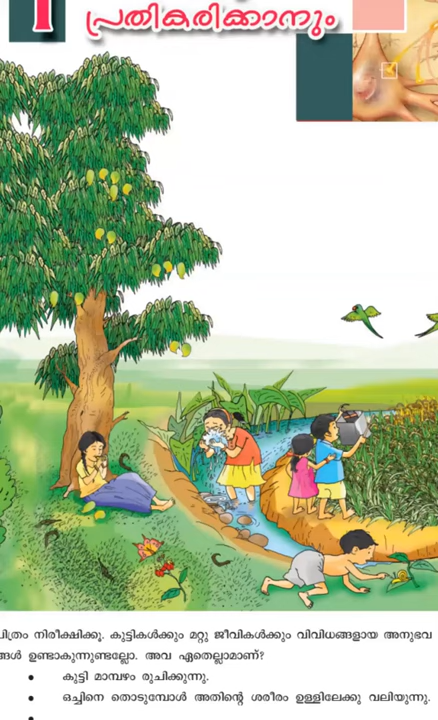 1
പ്രതികരിക്കാനും
ചിത്രം നിരീക്ഷിക്കൂ. കുട്ടികൾക്കും മറ്റു ജീവികൾക്കും വിവിധങ്ങളായ അനുഭവ
ങ്ങൾ ഉണ്ടാകുന്നുണ്ടല്ലോ. അവ ഏതെല്ലാമാണ്?
• കുട്ടി മാമ്പഴം രുചിക്കുന്നു.
• ഒച്ചിനെ തൊടുമ്പോൾ അതിന്റെ ശരീരം ഉള്ളിലേക്കു വലിയുന്നു.
•